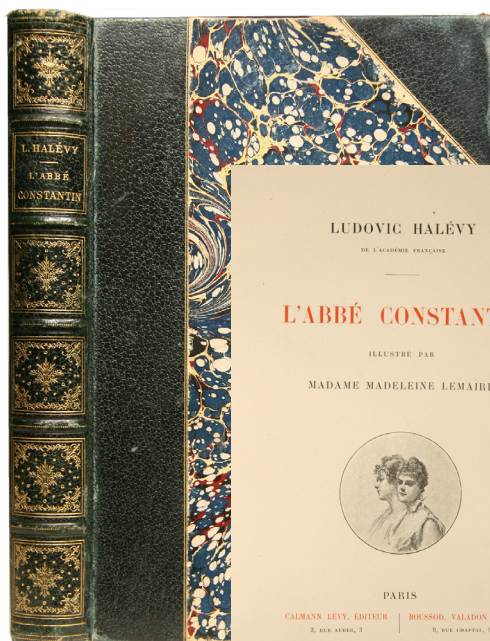 L. HALÉVY
L'ABBÉ
CONSTANTIN
LUDOVIC HALÉVY
DE L'ACADÉMIE FRANÇAISE
L'ABBÉ CONSTANT
ILLUSTRÉ PAR
MADAME MADELEINE LEMAIRE
PARIS
CALMANN LÉVY, ÉDITEUR
3, RUE AUBER, 3
BOUSSOD, VALADON
9, RUE CHAPTAL,